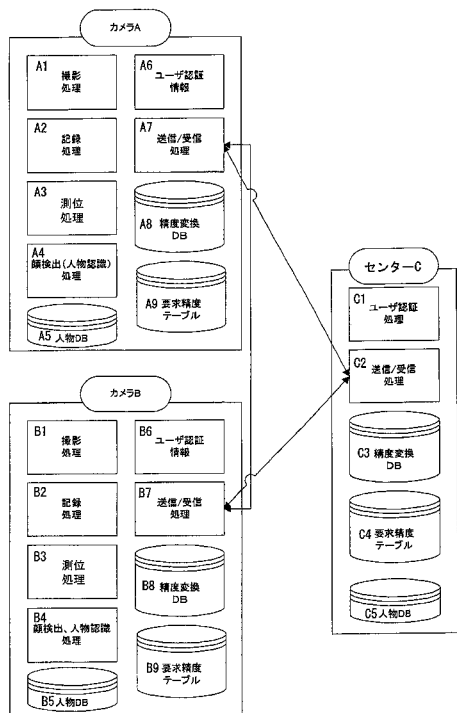 カメラA
A1
撮影
処理
A2
記録
処理
A3
測位
処理
A4
顔検出(人物認識)
処理
A5 人物DB
A6
ユーザ認証
情報
A7
送信/受信
処理
A8 精度変換
DB
A9 要求精度
テーブル
カメラB
B1
撮影
処理
B2
記録
処理
B3
測位
処理
B4
顔検出、人物認識
処理
B5人物DB
B6
ユーザ認証
情報
B7
送信/受信
処理
B8 精度変換
DB
B9 要求精度
テーブル
センターC
C1
ユーザ認証
処理
C2
送信/受信
処理
C3 精度変換
DB
C4 要求精度
テーブル
C5人物DB